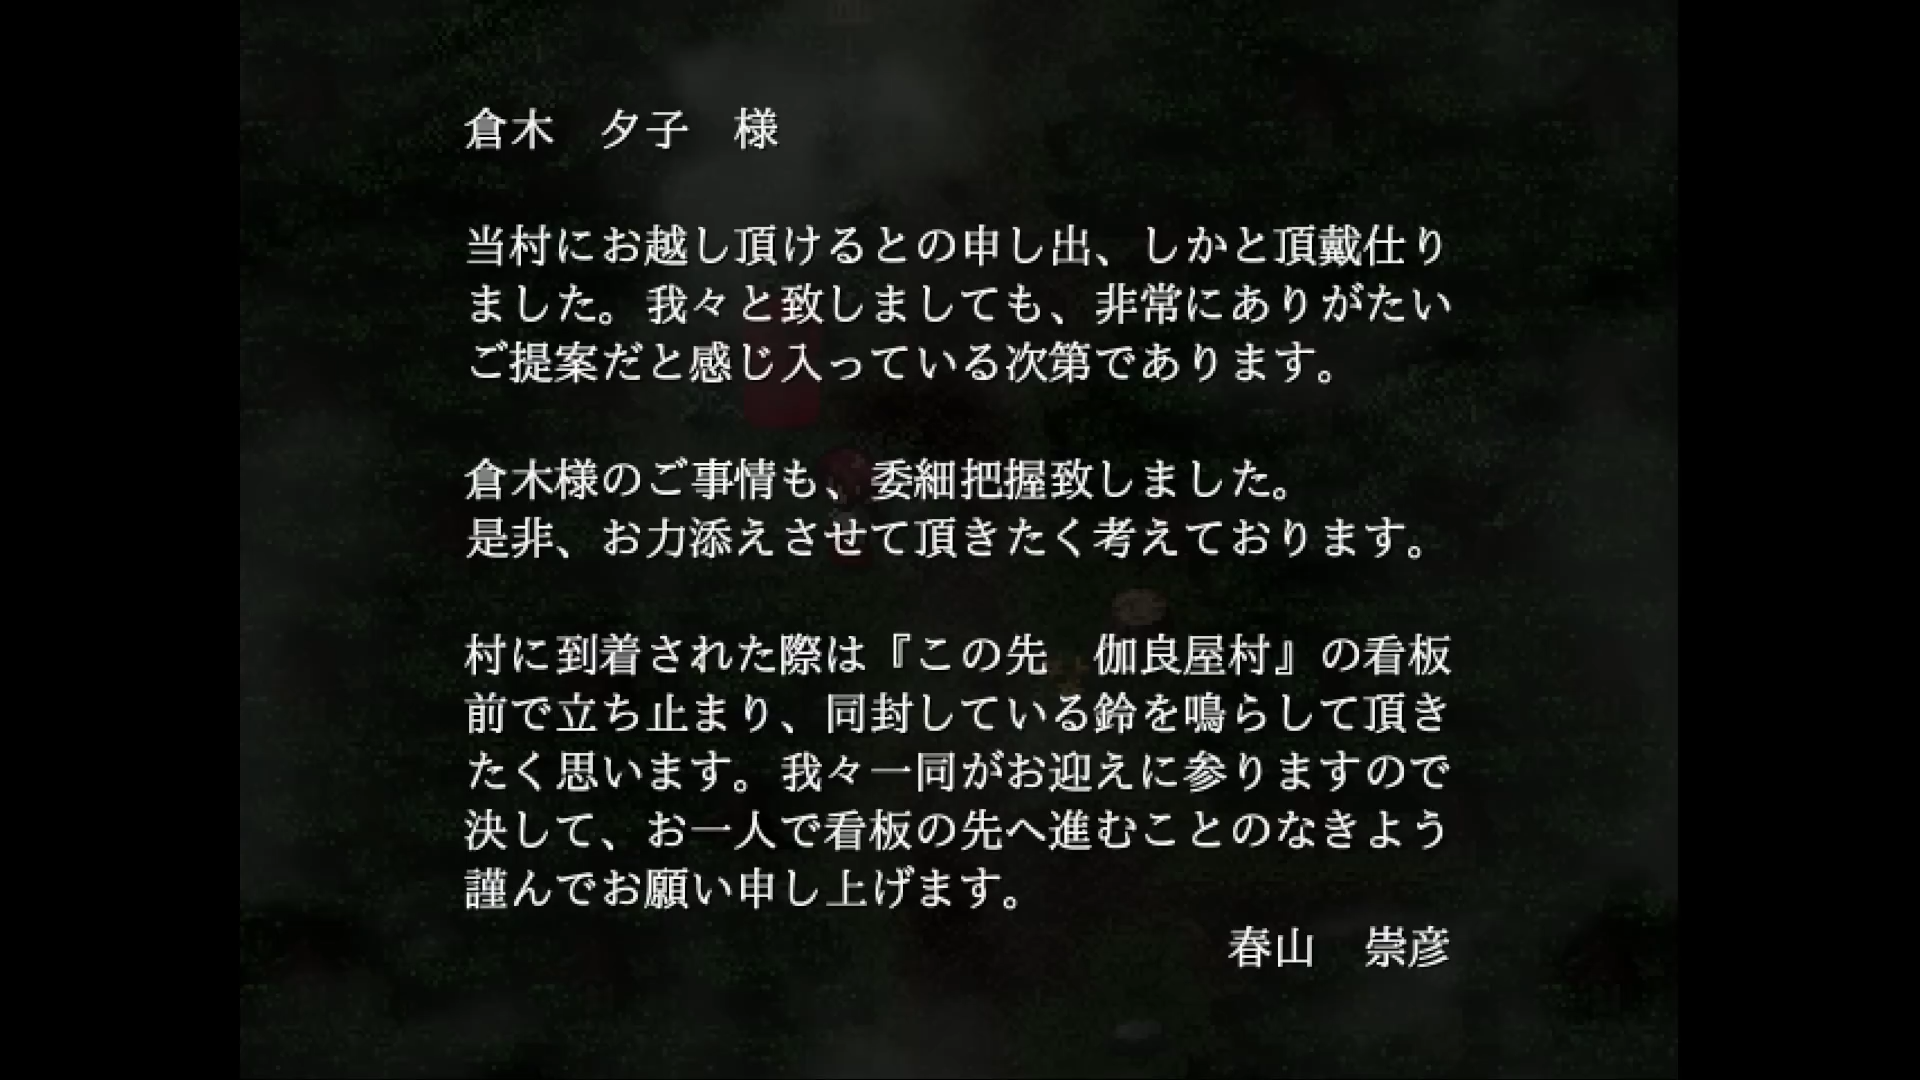 倉木　夕子　様
当村にお越し頂けるとの申し出、しかと頂戴仕り
ました。我々と致しましても、非常にありがたい
ご提案だと感じ入っている次第であります。
倉木様のご事情も、委細把握致しました。
是非、お力添えさせて頂きたく考えております。
村に到着された際は『この先　伽良屋村』の看板
前で立ち止まり、同封している鈴を鳴らして頂き
たく思います。我々一同がお迎えに参りますので
決して、お一人で看板の先へ進むことのなきよう
謹んでお願い申し上げます。
春山　崇彦